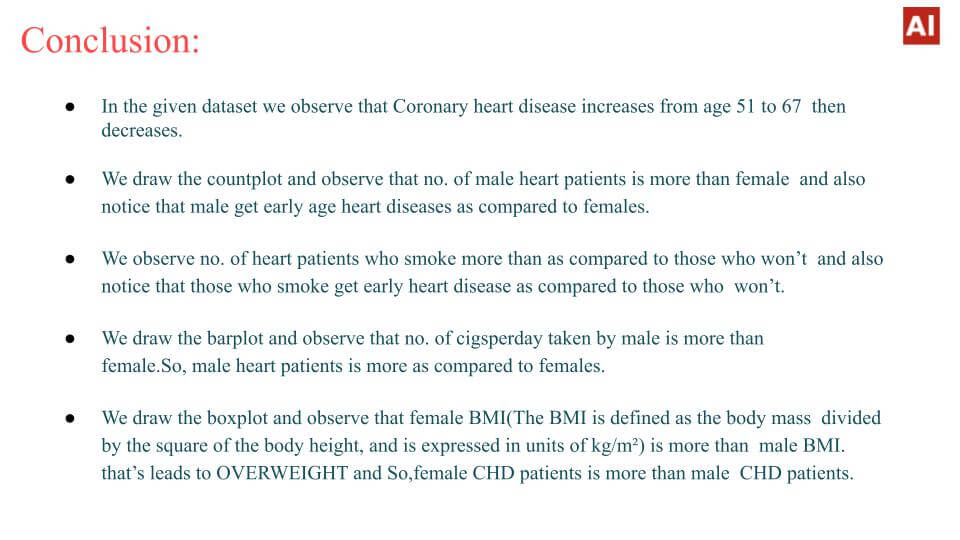 Conclusion:
AI
● In the given dataset we observe that Coronary heart disease increases from age 51 to 67 then
decreases.
● We draw the countplot and observe that no. of male heart patients is more than female and also
notice that male get early age heart diseases as compared to females.
● We observe no. of heart patients who smoke more than as compared to those who won’t and also
notice that those who smoke get early heart disease as compared to those who won’t.
● We draw the barplot and observe that no. of cigsperday taken by male is more than
female.So, male heart patients is more as compared to females.
● We draw the boxplot and observe that female BMI(The BMI is defined as the body mass divided
by the square of the body height, and is expressed in units of kg/m²) is more than male BMI.
that’s leads to OVERWEIGHT and So,female CHD patients is more than male CHD patients.